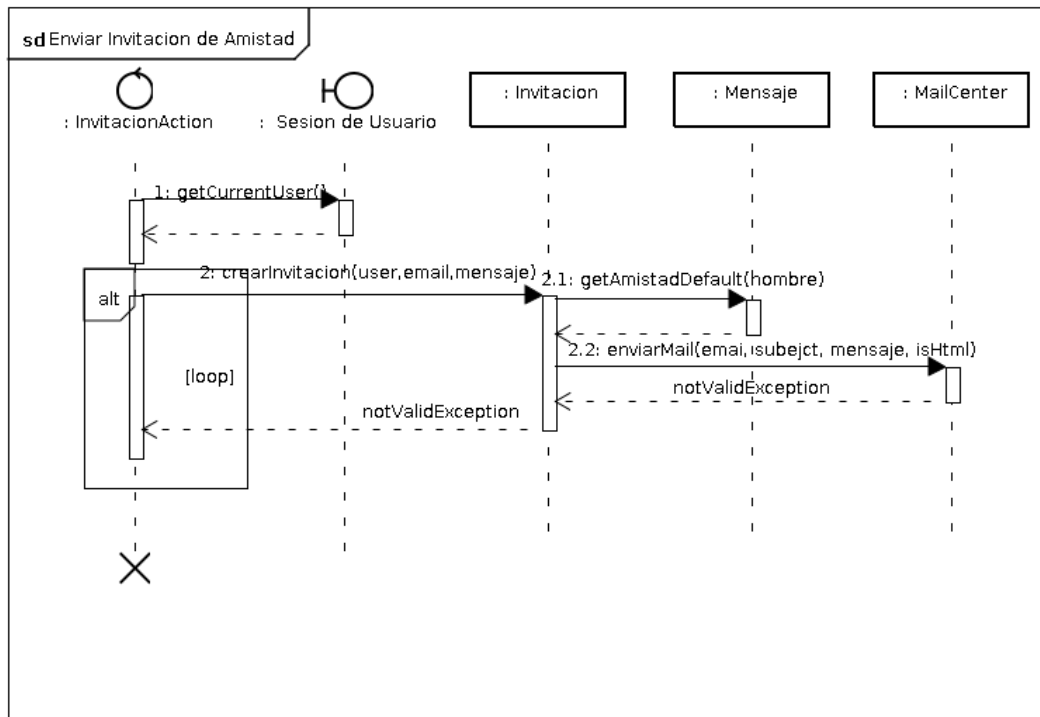 sd Enviar Invitacion de Amistad
: InvitacionAction
: Sesion de Usuario
: Invitacion
: Mensaje
: MailCenter
1: getCurrentUser()
2: crearInvitacion(user,email,mensaje)
2.1: getAmistadDefault(hombre)
alt
2.2: enviarMail(emai, subejct, mensaje, isHtml)
[loop]
notValidException
notValidException